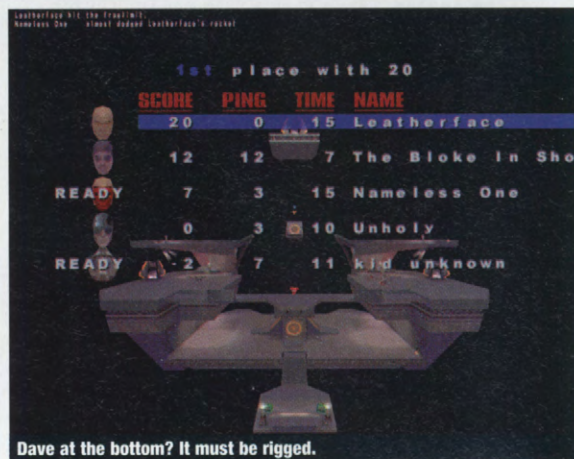 Leatherface hit the fraglimit.
Nameless One almost dodged Leatherface's rocket
1st place with 20
SCORE PING TIME NAME
20 0 15 Leatherface
12 12 7 The Bloke In Sho
READY 7 3 15 Nameless One
0 3 10 Unholy
READY 2 7 11 kid unknown
Dave at the bottom? It must be rigged.